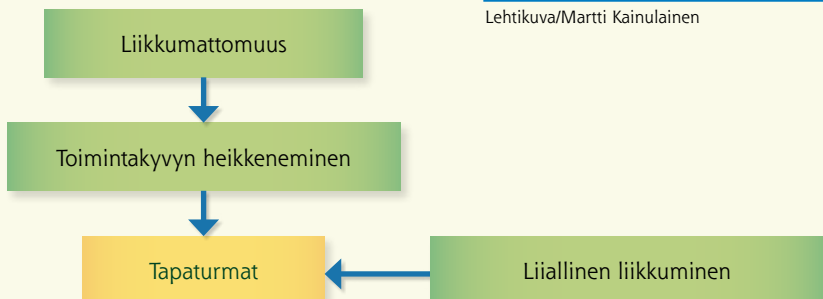 Lehtikuva/Martti Kainulainen
Liikkumattomuus
Toimintakyvyn heikkeneminen
Tapaturmat
Liiallinen liikkuminen